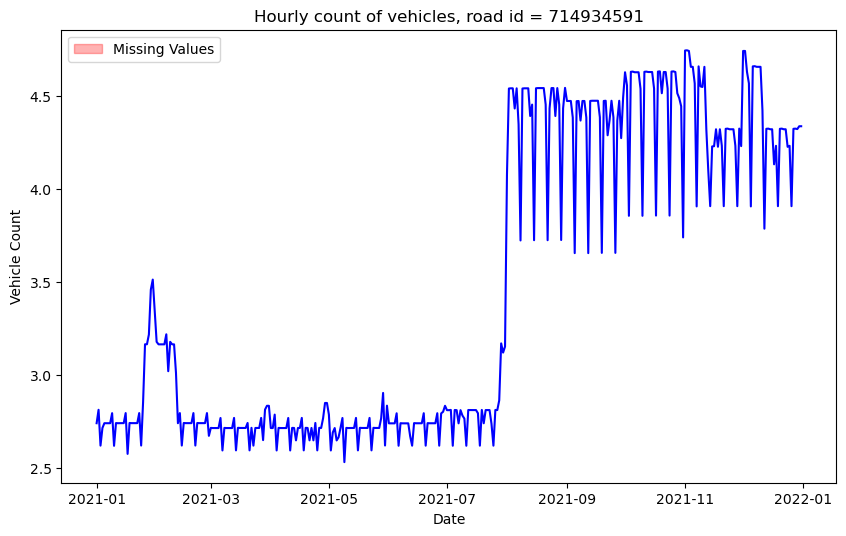 Hourly count of vehicles, road id = 714934591
Missing Values
Vehicle Count
4.5
4.0
3.5
3.0
2.5
2021-01 2021-03 2021-05 2021-07 2021-09 2021-11 2022-01
Date